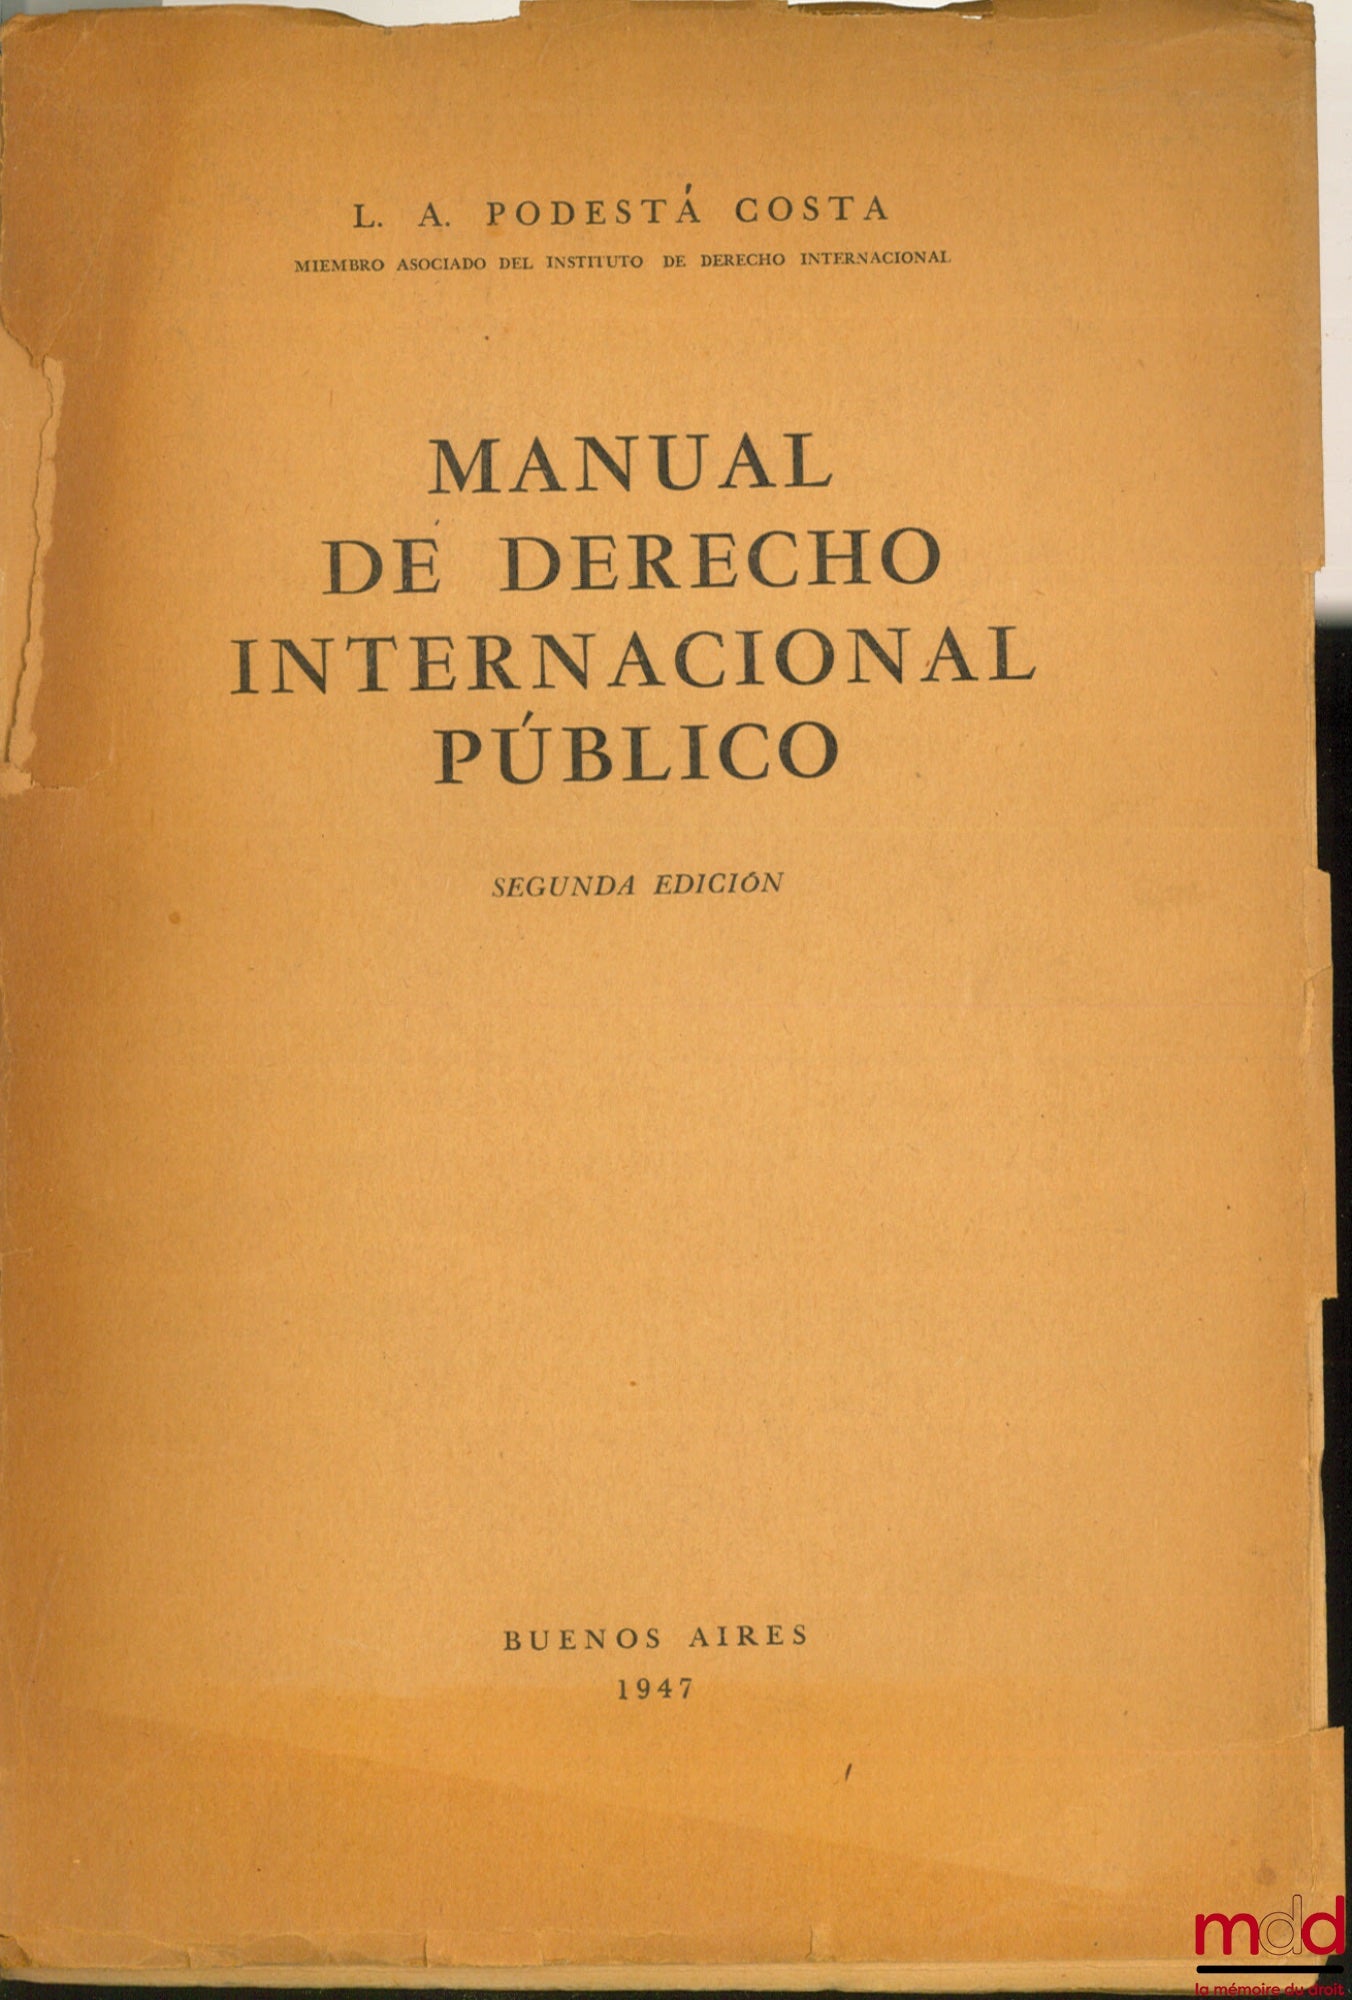 L. A. PODESTÁ COSTA
MIEMBRO ASOCIADO DEL INSTITUTO DE DERECHO INTERNACIONAL
MANUAL
DE DERECHO
INTERNACIONAL
PÚBLICO
SEGUNDA EDICIÓN
BUENOS AIRES
1947
mdd
la mémoire du droit